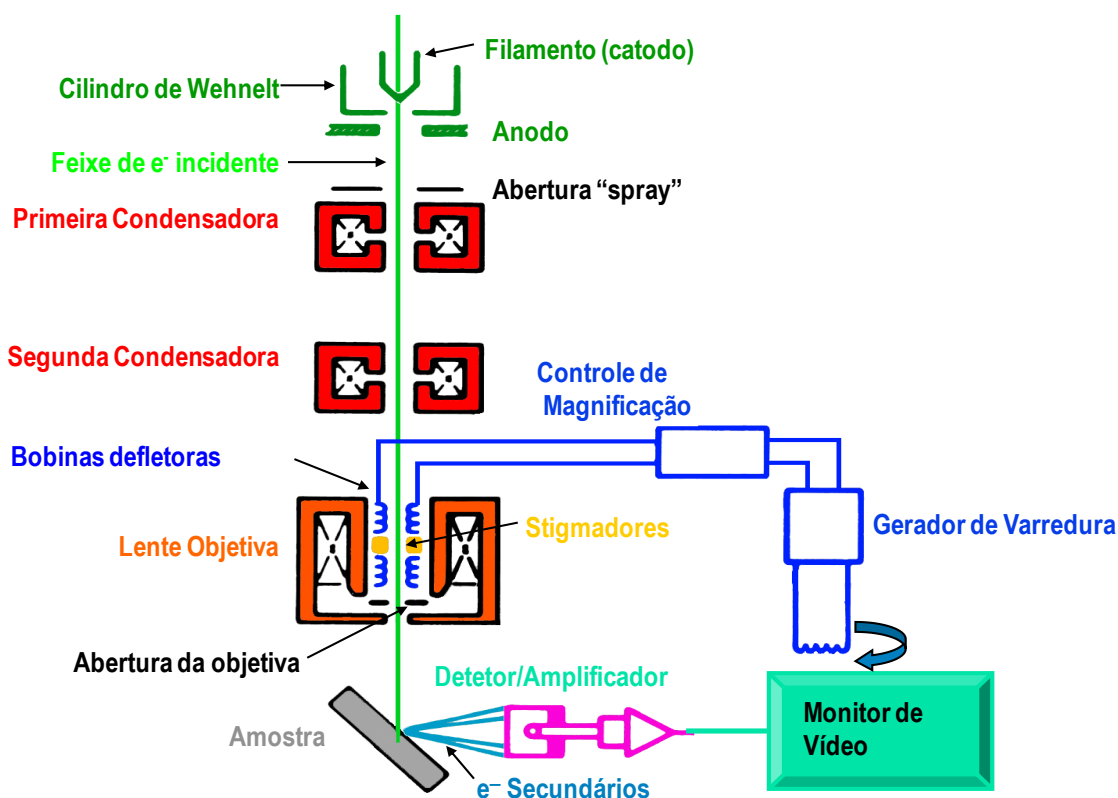 Filamento (catodo)
Cilindro de Wehnelt
Anodo
Feixe de e- incidente
Abertura “spray”
Primeira Condensadora
Segunda Condensadora
Controle de
Magnificação
Bobinas defletoras
Stigmadores
Gerador de Varredura
Lente Objetiva
Abertura da objetiva
Detetor/Amplificador
Amostra
Monitor de
Vídeo
e– Secundários